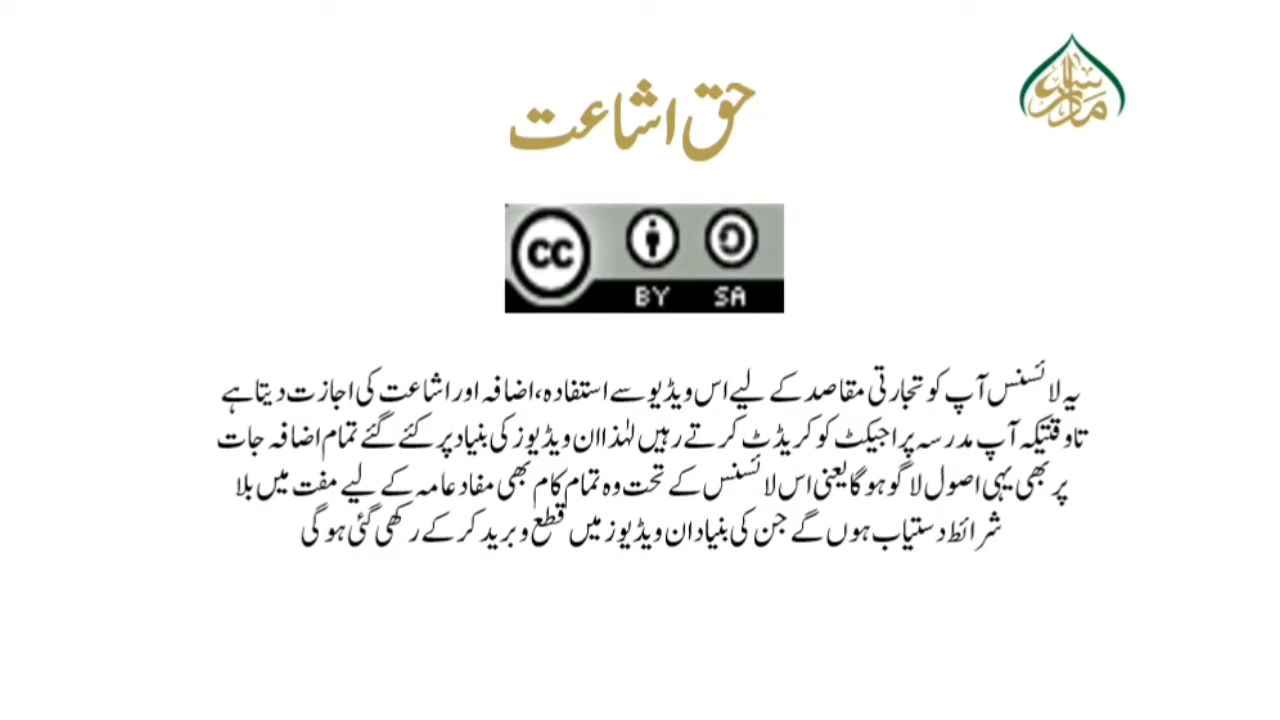 مدرسہ
حق اشاعت
cc
BY SA
یہ لائسنس آپ کو تجارتی مقاصد کے لیے اس ویڈیو سے استفادہ، اضافہ اور اشاعت کی اجازت دیتا ہے
تاوقتیکہ آپ مدرسہ پراجیکٹ کو کریڈٹ کرتے رہیں لہٰذا ان ویڈیوز کی بنیاد پر کئے گئے تمام اضافہ جات
پر بھی یہی اصول لاگو ہوگا یعنی اس لائسنس کے تحت وہ تمام کام بھی مفاد عامہ کے لیے مفت میں بلا
شرائط دستیاب ہوں گے جن کی بنیاد ان ویڈیوز میں قطع و برید کر کے رکھی گئی ہوگی